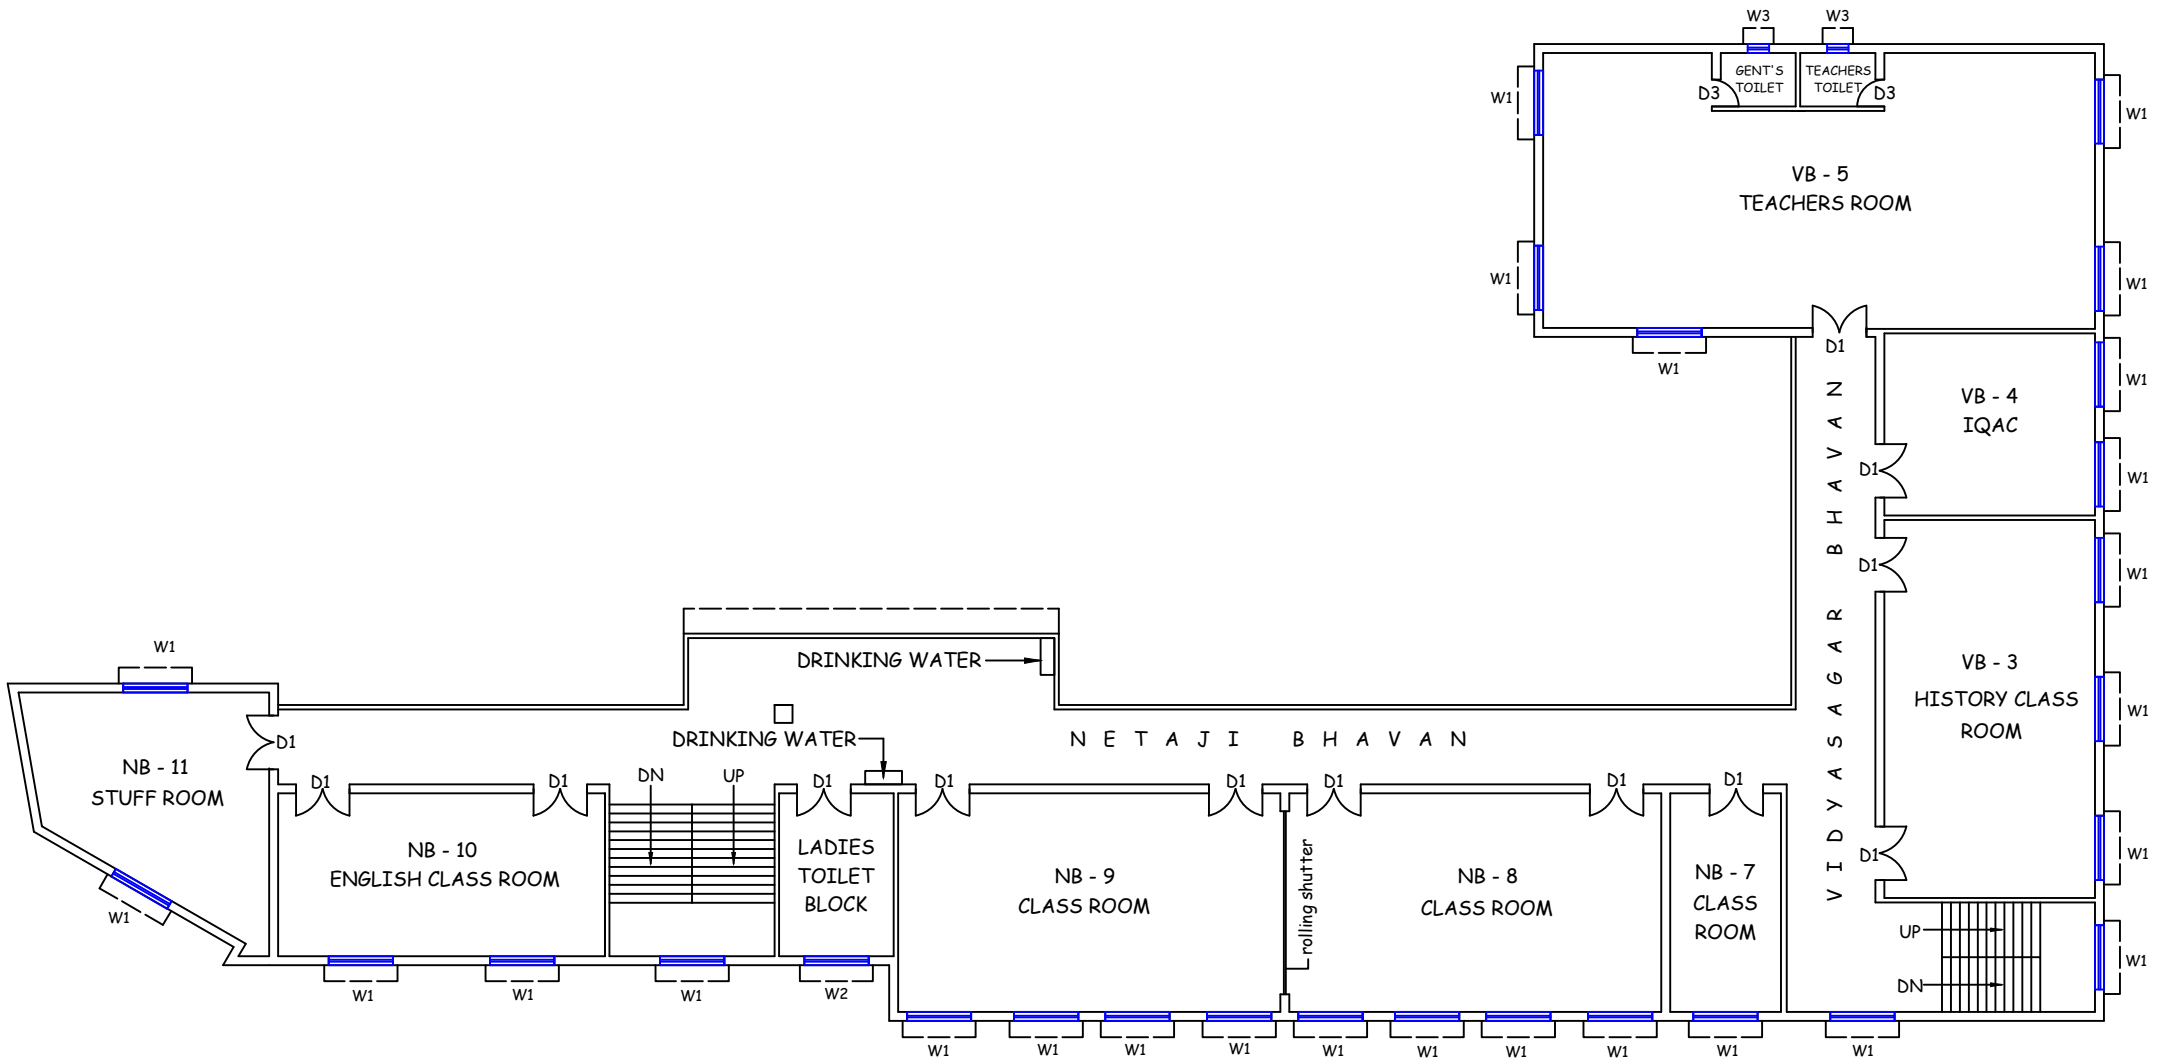 W3
W3
GENT'S
TOILET
TEACHERS
TOILET
D3
D3
W1
W1
VB - 5
TEACHERS ROOM
W1
W1
D1
W1
VB - 4
IQAC
W1
D1
W1
D1
W1
VIDYASAGAR BHAVAN
VB - 3
HISTORY CLASS
ROOM
W1
D1
W1
UP
DN
W1
W1
DRINKING WATER
DRINKING WATER
NETAJI BHAVAN
D1
NB - 11
STUFF ROOM
W1
D1
D1
NB - 10
ENGLISH CLASS ROOM
DN
UP
D1
LADIES
TOILET
BLOCK
D1
D1
NB - 9
CLASS ROOM
rolling shutter
D1
D1
NB - 8
CLASS ROOM
D1
NB - 7
CLASS
ROOM
W1
W1
W1
W2
W1
W1
W1
W1
W1
W1
W1
W1
W1
W1